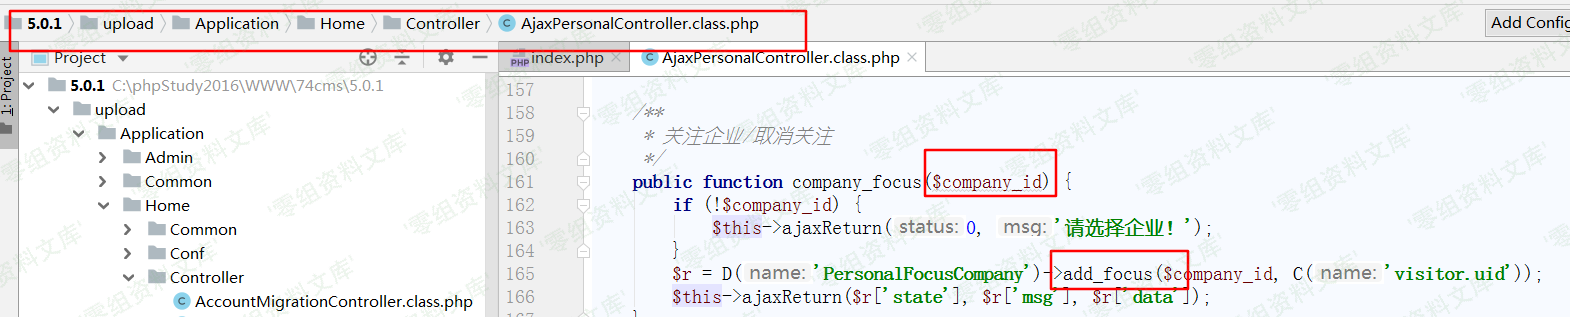 5.0.1 upload Application Home Controller AjaxPersonalController.class.php
Add Config
Project
index.php AjaxPersonalController.class.php
1: Project
5.0.1 C:\phpStudy2016\WWW\74cms\5.0.1
upload
Application
Admin
Common
Home
Common
Conf
Controller
AccountMigrationController.class.php
157
158 /**
159 * 关注企业/取消关注
160 */
161 public function company_focus($company_id) {
162 if (!$company_id) {
163 $this->ajaxReturn( status: 0, msg: '请选择企业！');
164 }
165 $r = D( name: 'PersonalFocusCompany')->add_focus($company_id, C( name: 'visitor.uid'));
166 $this->ajaxReturn($r['state'], $r['msg'], $r['data']);
167 }
'零组资料文库'